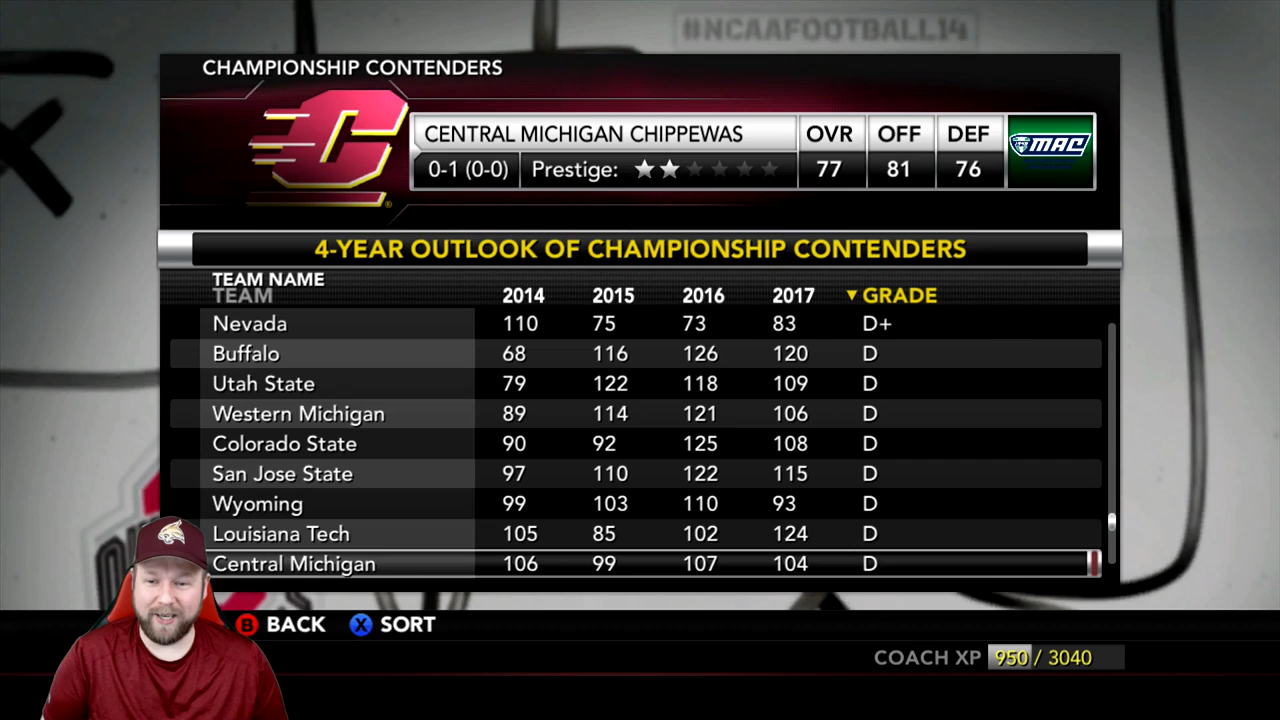 #NCAAFOOTBALL14
CHAMPIONSHIP CONTENDERS
C
®
CENTRAL MICHIGAN CHIPPEWAS OVR OFF DEF
MAC
0-1 (0-0) Prestige: 77 81 76
4-YEAR OUTLOOK OF CHAMPIONSHIP CONTENDERS
TEAM NAME
TEAM 2014 2015 2016 2017 ▼ GRADE
Nevada 110 75 73 83 D+
Buffalo 68 116 126 120 D
Utah State 79 122 118 109 D
Western Michigan 89 114 121 106 D
Colorado State 90 92 125 108 D
San Jose State 97 110 122 115 D
Wyoming 99 103 110 93 D
Louisiana Tech 105 85 102 124 D
Central Michigan 106 99 107 104 D
B BACK X SORT
COACH XP 950 / 3040